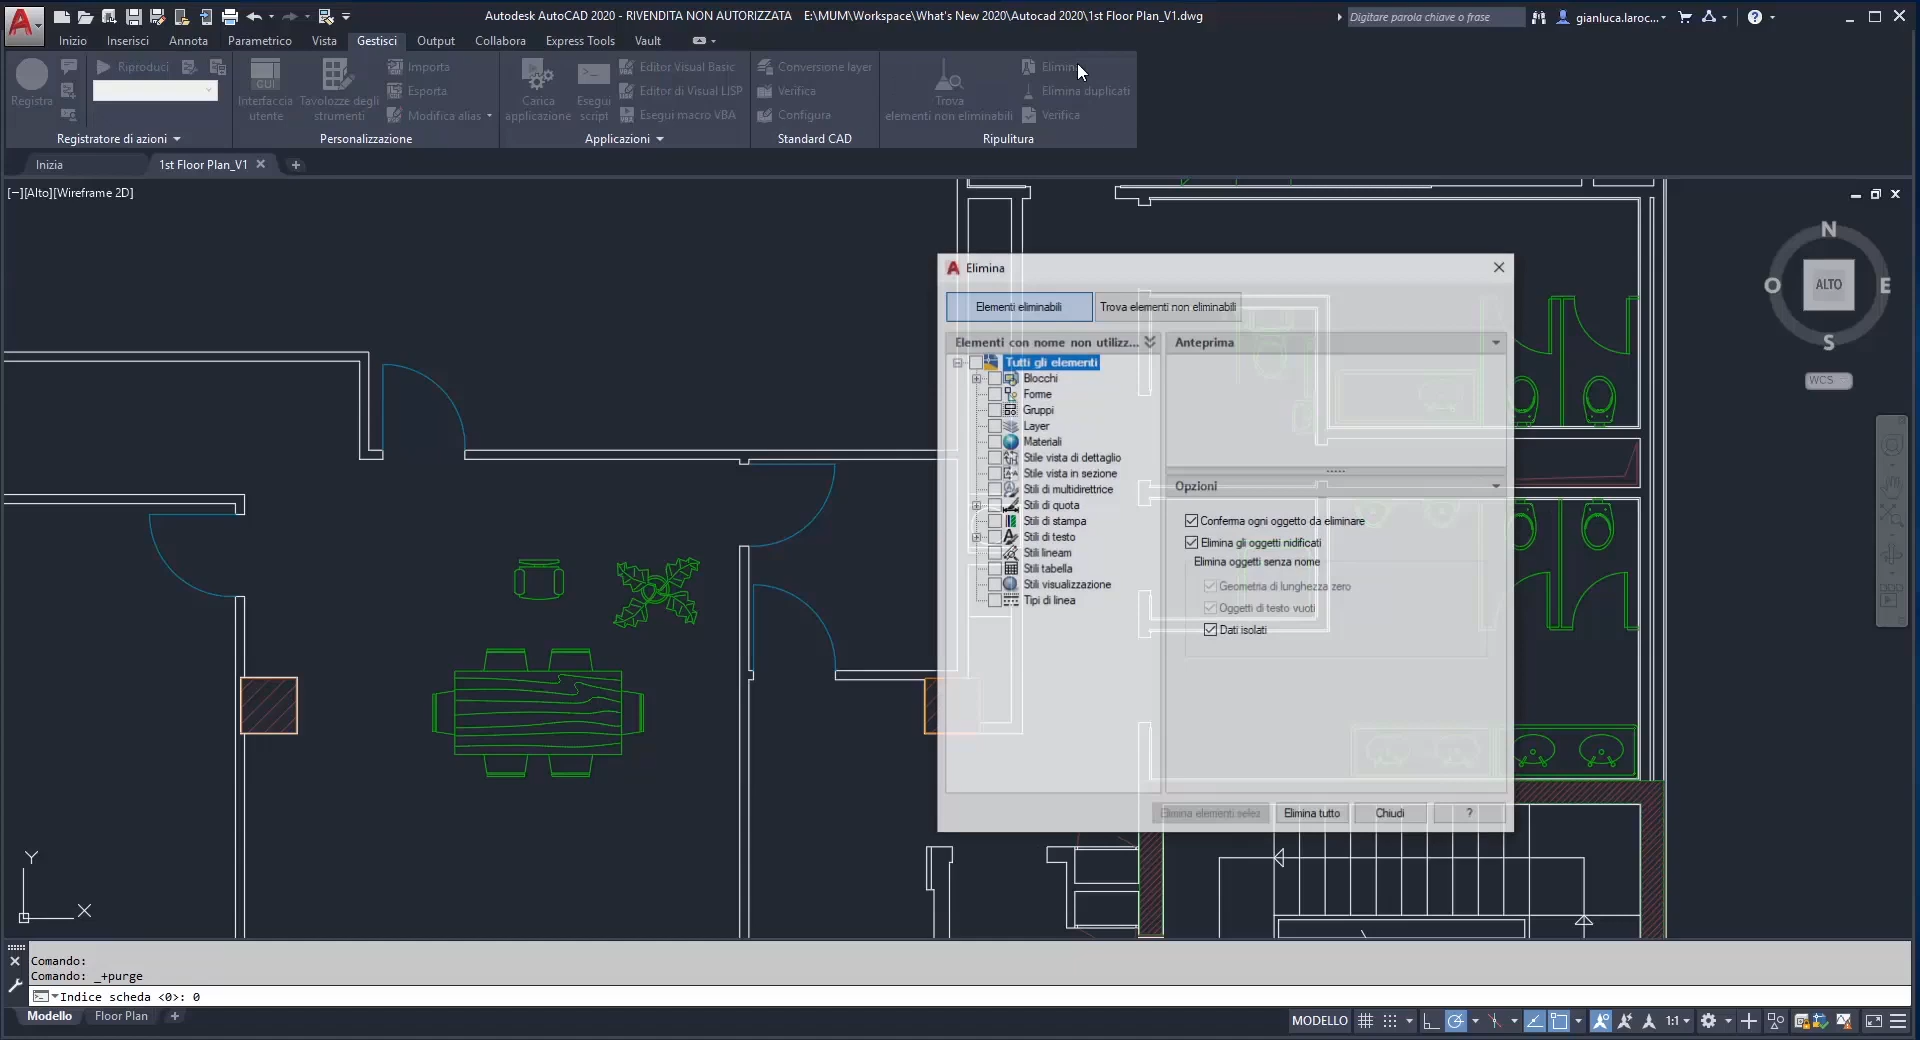 Autodesk AutoCAD 2020 - RIVENDITA NON AUTORIZZATA E:\MUM\Workspace\What's New 2020\Autocad 2020\1st Floor Plan_V1.dwg
Digitare parola chiave o frase
gianluca.laroc...
Inizio Inserisci Annota Parametrico Vista Gestisci Output Collabora Express Tools Vault
Registra
Riproduci
Registratore di azioni
CUI
Interfaccia utente
Tavolozze degli strumenti
Importa
Esporta
Modifica alias
Personalizzazione
Carica applicazione
Esegui script
Editor Visual Basic
Editor di Visual LISP
Esegui macro VBA
Applicazioni
Conversione layer
Verifica
Configura
Standard CAD
Trova elementi non eliminabili
Elimina
Elimina duplicati
Verifica
Ripulitura
Inizia
1st Floor Plan_V1
[−][Alto][Wireframe 2D]
N
O
ALTO
E
S
WCS
Elimina
Elementi eliminabili
Trova elementi non eliminabili
Elementi con nome non utilizz...
Tutti gli elementi
Blocchi
Forme
Gruppi
Layer
Materiali
Stile vista di dettaglio
Stile vista in sezione
Stili di multidirettrice
Stili di quota
Stili di stampa
Stili di testo
Stili lineam
Stili tabella
Stili visualizzazione
Tipi di linea
Anteprima
Opzioni
Conferma ogni oggetto da eliminare
Elimina gli oggetti nidificati
Elimina oggetti senza nome
Geometria di lunghezza zero
Oggetti di testo vuoti
Dati isolati
Elimina elementi selez
Elimina tutto
Chiudi
?
Y
X
Comando:
Comando: _+purge
Indice scheda <0>: 0
Modello
Floor Plan
MODELLO
1:1